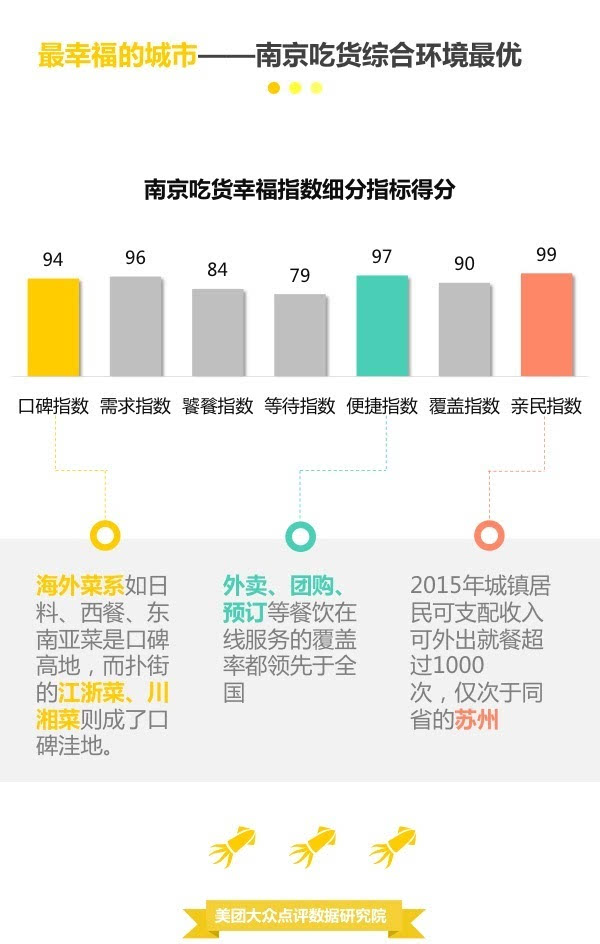 最幸福的城市——南京吃货综合环境最优
南京吃货幸福指数细分指标得分
94 96 84 79 97 90 99
口碑指数 需求指数 饕餮指数 等待指数 便捷指数 覆盖指数 亲民指数
海外菜系如日
料、西餐、东
南亚菜是口碑
高地，而扑街
的江浙菜、川
湘菜则成了口
碑洼地。
外卖、团购、
预订等餐饮在
线服务的覆盖
率都领先于全
国
2015年城镇居
民可支配收入
可外出就餐超
过1000
次，仅次于同
省的苏州
美团大众点评数据研究院